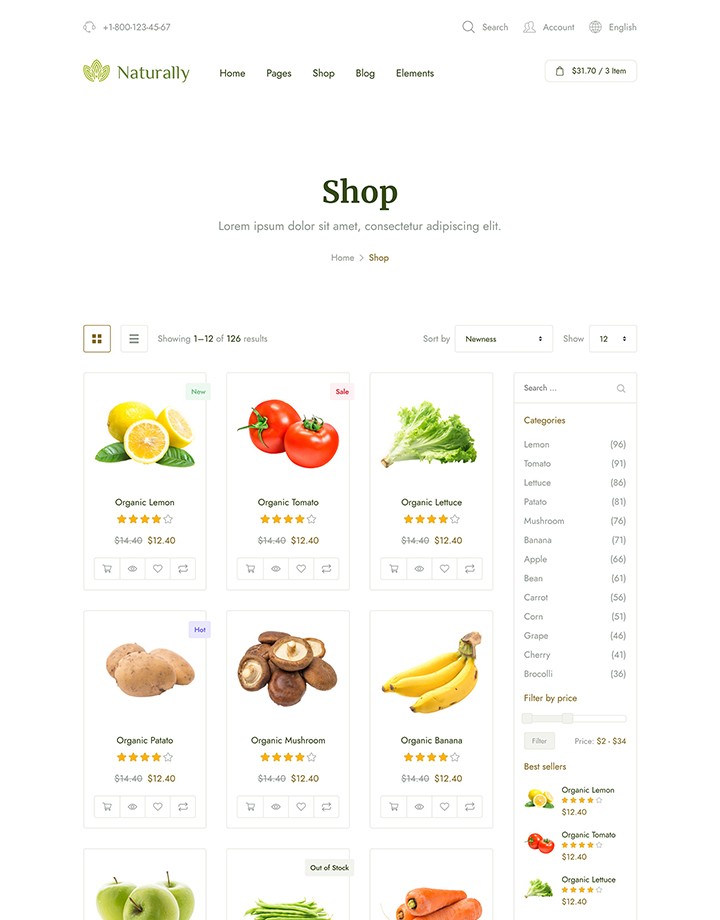 +1-800-123-45-67 Search Account English
Naturally Home Pages Shop Blog Elements $31.70 / 3 Item
Shop
Lorem ipsum dolor sit amet, consectetur adipiscing elit.
Home > Shop
Showing 1–12 of 126 results Sort by Newness Show 12
New
Organic Lemon
$14.40 $12.40
Sale
Organic Tomato
$14.40 $12.40
Organic Lettuce
$14.40 $12.40
Hot
Organic Patato
$14.40 $12.40
Organic Mushroom
$14.40 $12.40
Organic Banana
$14.40 $12.40
Out of Stock
Search ...
Categories
Lemon (96)
Tomato (91)
Lettuce (86)
Patato (81)
Mushroom (76)
Banana (71)
Apple (66)
Bean (61)
Carrot (56)
Corn (51)
Grape (46)
Cherry (41)
Brocolli (36)
Filter by price
Filter Price: $2 - $34
Best sellers
Organic Lemon
$12.40
Organic Tomato
$12.40
Organic Lettuce
$12.40